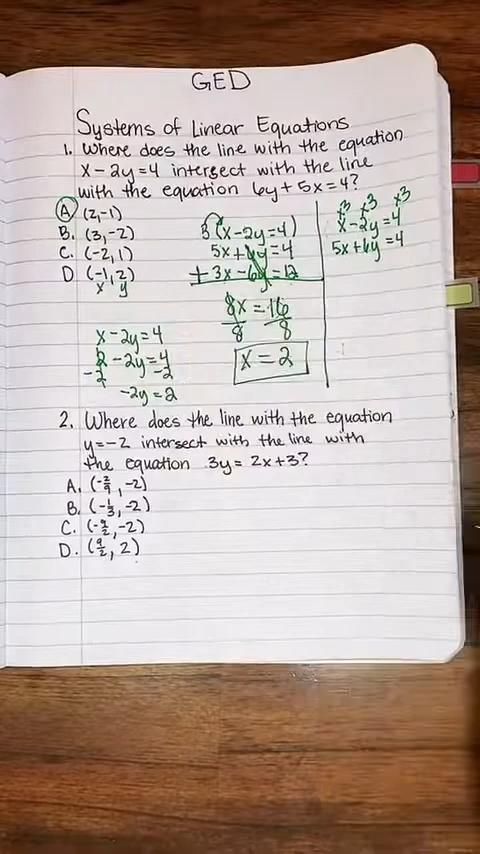 GED
Systems of Linear Equations
1. Where does the line with the equation
x - 2y = 4 intersect with the line
with the equation 6y + 5x = 4?
A (2, -1)
B. (3, -2)
C. (-2, 1)
D (-1, 2)
x y
3(x - 2y = 4)
5x + 6y = 4
+ 3x - 6y = 12
8x = 16
8 8
x = 2
x3 x3 x3
x - 2y = 4
5x + 6y = 4
x - 2y = 4
2 - 2y = 4
-2 -2
-2y = 2
2. Where does the line with the equation
y = -2 intersect with the line with
the equation 3y = 2x + 3?
A. (-2/9, -2)
B. (-1/3, -2)
C. (-9/2, -2)
D. (9/2, 2)